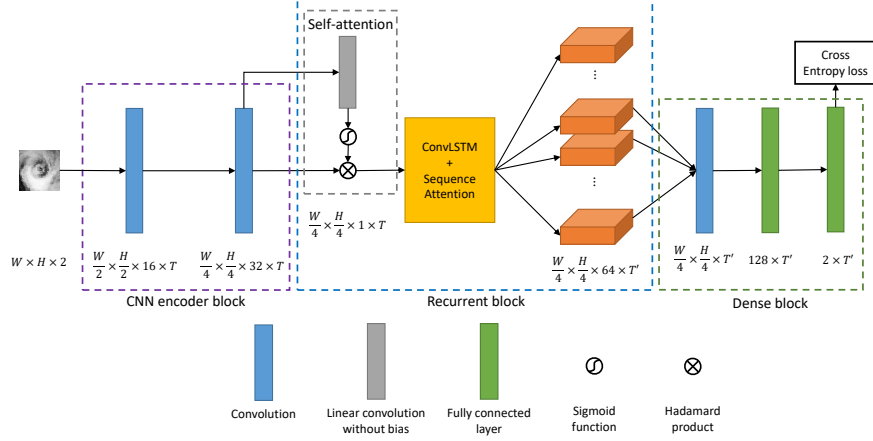 Self-attention
⋮
Cross
Entropy loss
ConvLSTM
+
Sequence
Attention
⋮
W × H × 2
W/2 × H/2 × 16 × T
W/4 × H/4 × 32 × T
W/4 × H/4 × 1 × T
W/4 × H/4 × 64 × T′
W/4 × H/4 × T′
128 × T′
2 × T′
CNN encoder block
Recurrent block
Dense block
Convolution
Linear convolution
without bias
Fully connected
layer
Sigmoid
function
Hadamard
product